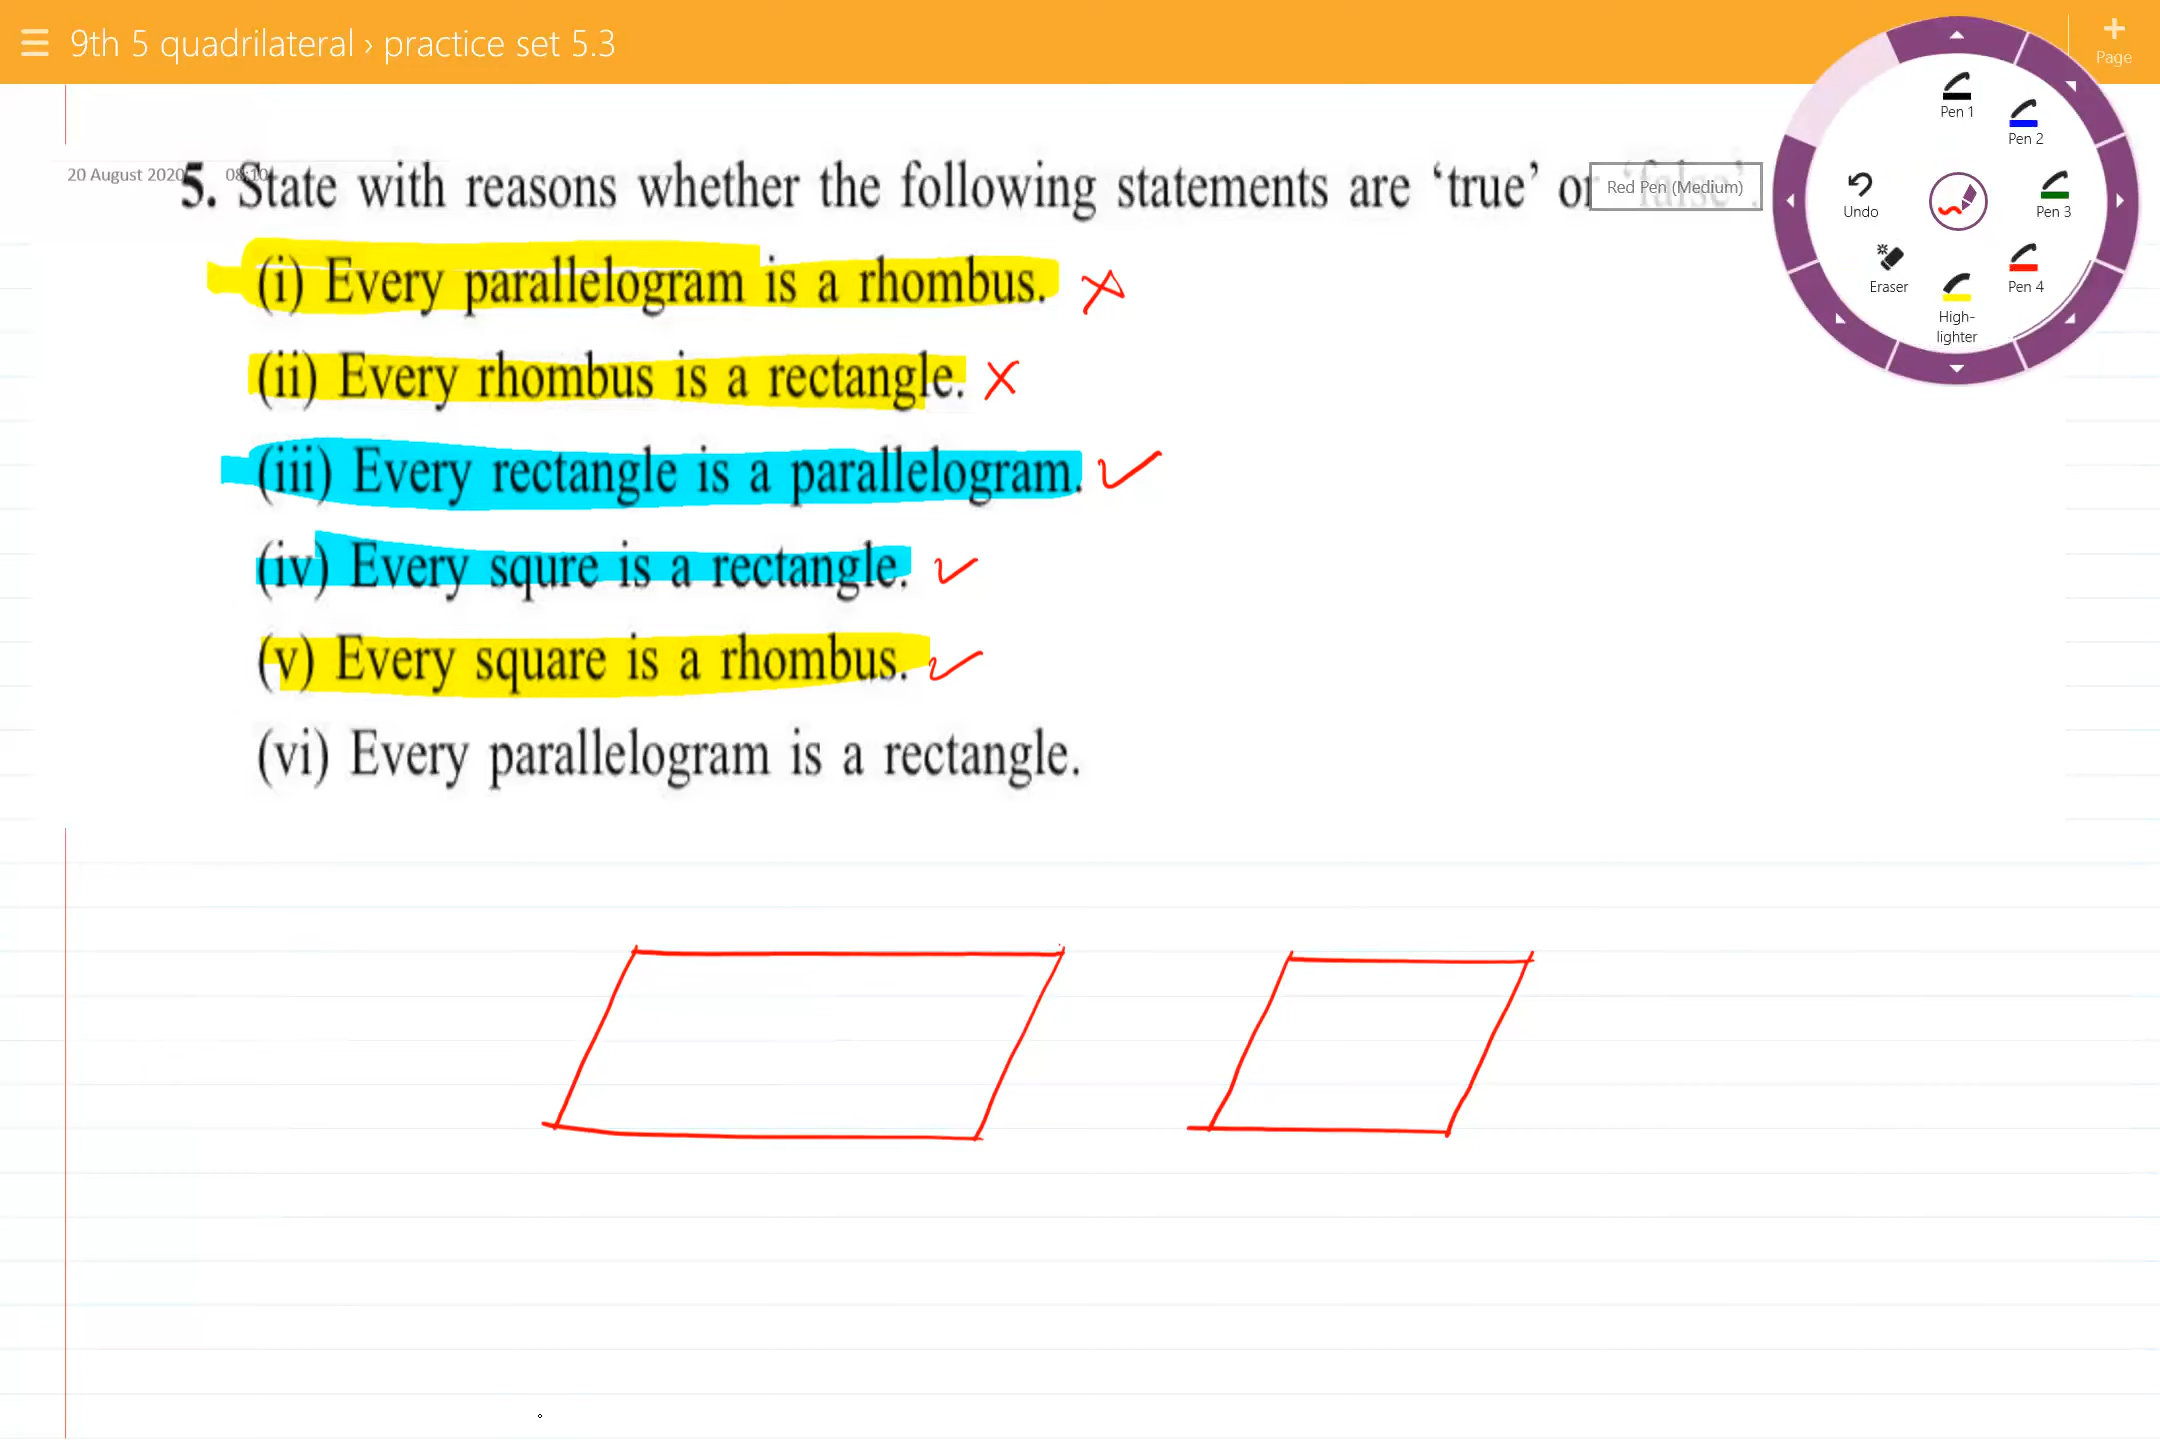 9th 5 quadrilateral › practice set 5.3
Page
20 August 2020
5. State with reasons whether the following statements are ‘true’ or ‘false’.
Red Pen (Medium)
(i) Every parallelogram is a rhombus.
(ii) Every rhombus is a rectangle.
(iii) Every rectangle is a parallelogram.
(iv) Every squre is a rectangle.
(v) Every square is a rhombus.
(vi) Every parallelogram is a rectangle.
Pen 1
Pen 2
Undo
Pen 3
Eraser
Pen 4
High-
lighter